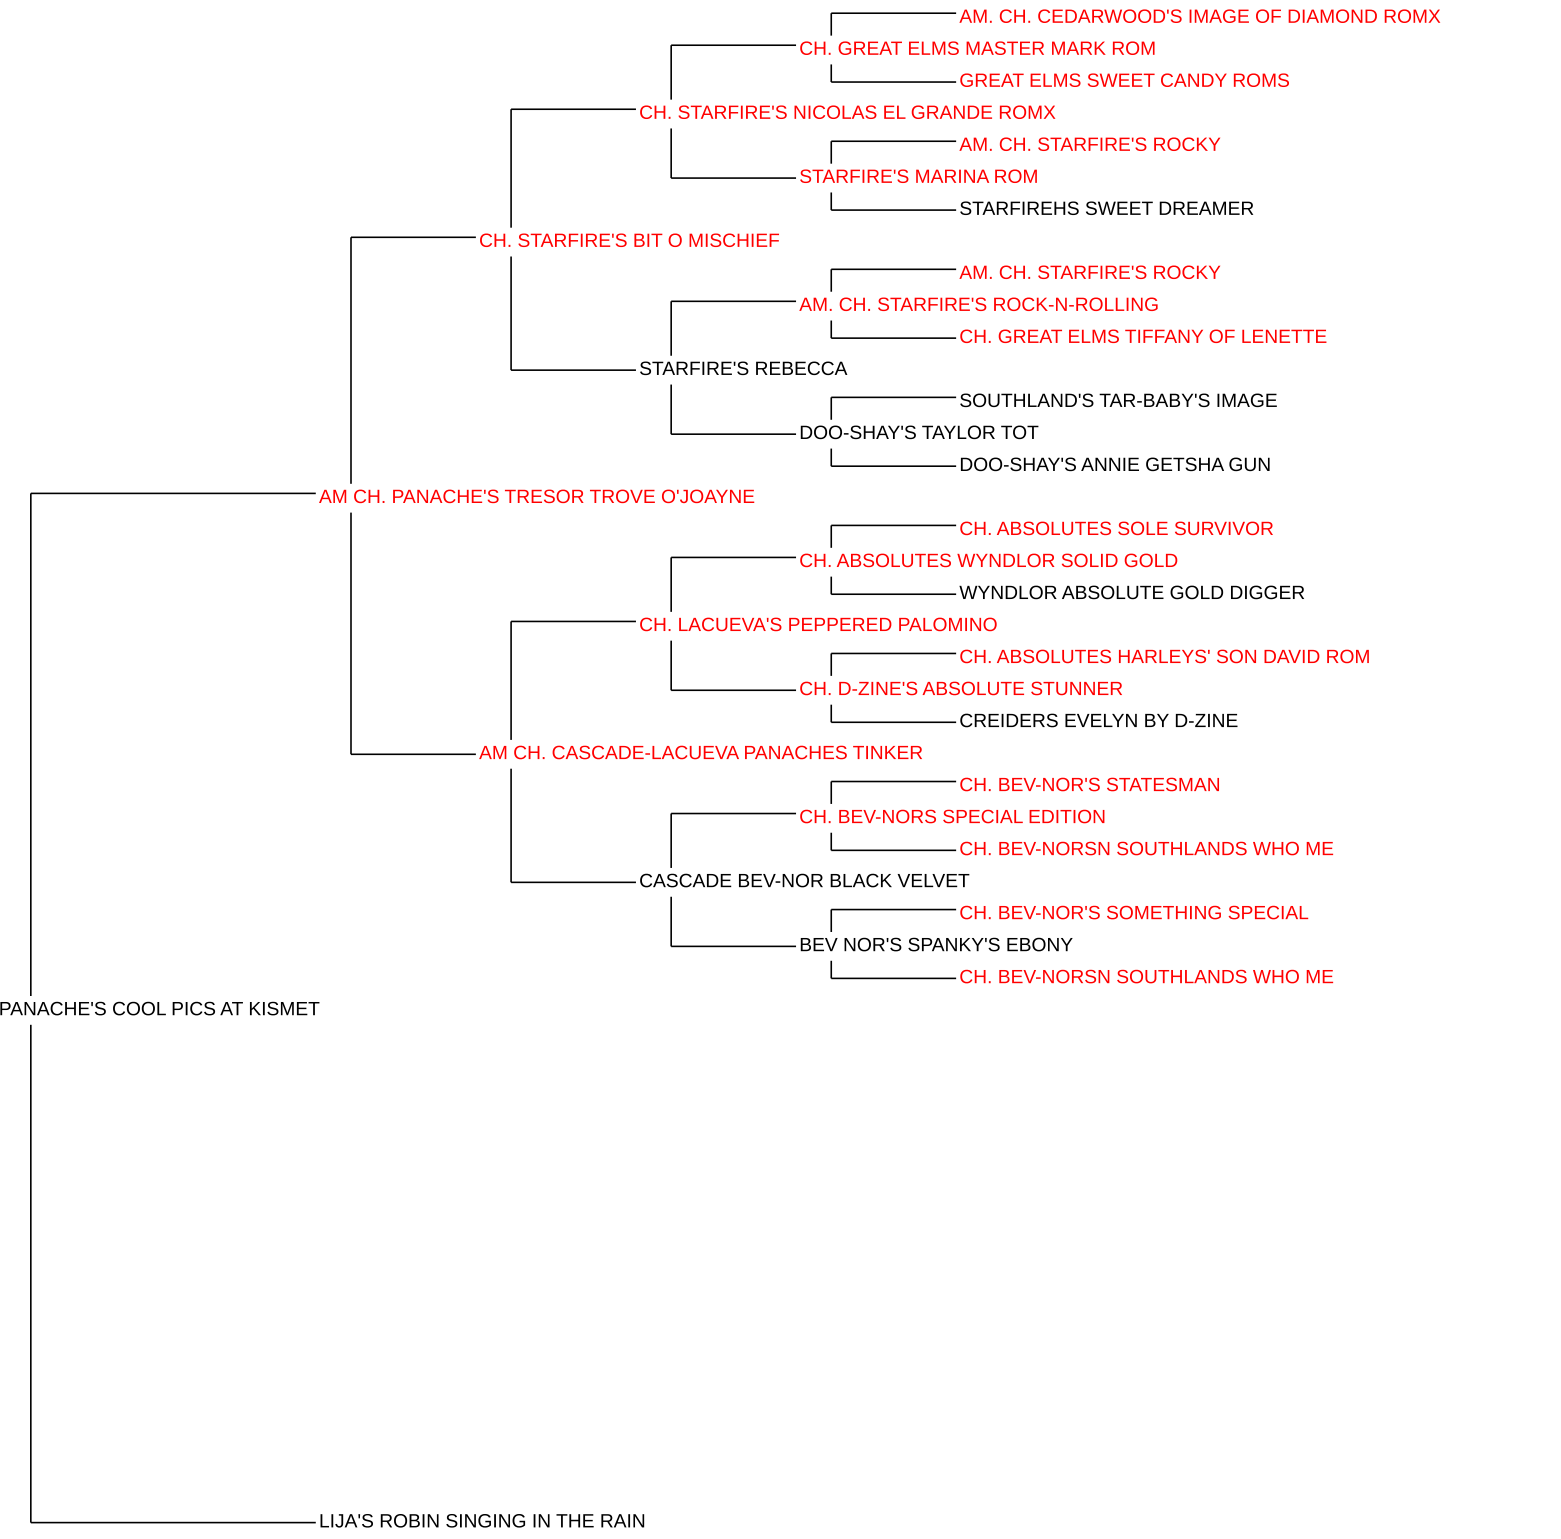 AM. CH. CEDARWOOD'S IMAGE OF DIAMOND ROMX
CH. GREAT ELMS MASTER MARK ROM
GREAT ELMS SWEET CANDY ROMS
CH. STARFIRE'S NICOLAS EL GRANDE ROMX
AM. CH. STARFIRE'S ROCKY
STARFIRE'S MARINA ROM
STARFIREHS SWEET DREAMER
CH. STARFIRE'S BIT O MISCHIEF
AM. CH. STARFIRE'S ROCKY
AM. CH. STARFIRE'S ROCK-N-ROLLING
CH. GREAT ELMS TIFFANY OF LENETTE
STARFIRE'S REBECCA
SOUTHLAND'S TAR-BABY'S IMAGE
DOO-SHAY'S TAYLOR TOT
DOO-SHAY'S ANNIE GETSHA GUN
AM CH. PANACHE'S TRESOR TROVE O'JOAYNE
CH. ABSOLUTES SOLE SURVIVOR
CH. ABSOLUTES WYNDLOR SOLID GOLD
WYNDLOR ABSOLUTE GOLD DIGGER
CH. LACUEVA'S PEPPERED PALOMINO
CH. ABSOLUTES HARLEYS' SON DAVID ROM
CH. D-ZINE'S ABSOLUTE STUNNER
CREIDERS EVELYN BY D-ZINE
AM CH. CASCADE-LACUEVA PANACHES TINKER
CH. BEV-NOR'S STATESMAN
CH. BEV-NORS SPECIAL EDITION
CH. BEV-NORSN SOUTHLANDS WHO ME
CASCADE BEV-NOR BLACK VELVET
CH. BEV-NOR'S SOMETHING SPECIAL
BEV NOR'S SPANKY'S EBONY
CH. BEV-NORSN SOUTHLANDS WHO ME
PANACHE'S COOL PICS AT KISMET
LIJA'S ROBIN SINGING IN THE RAIN